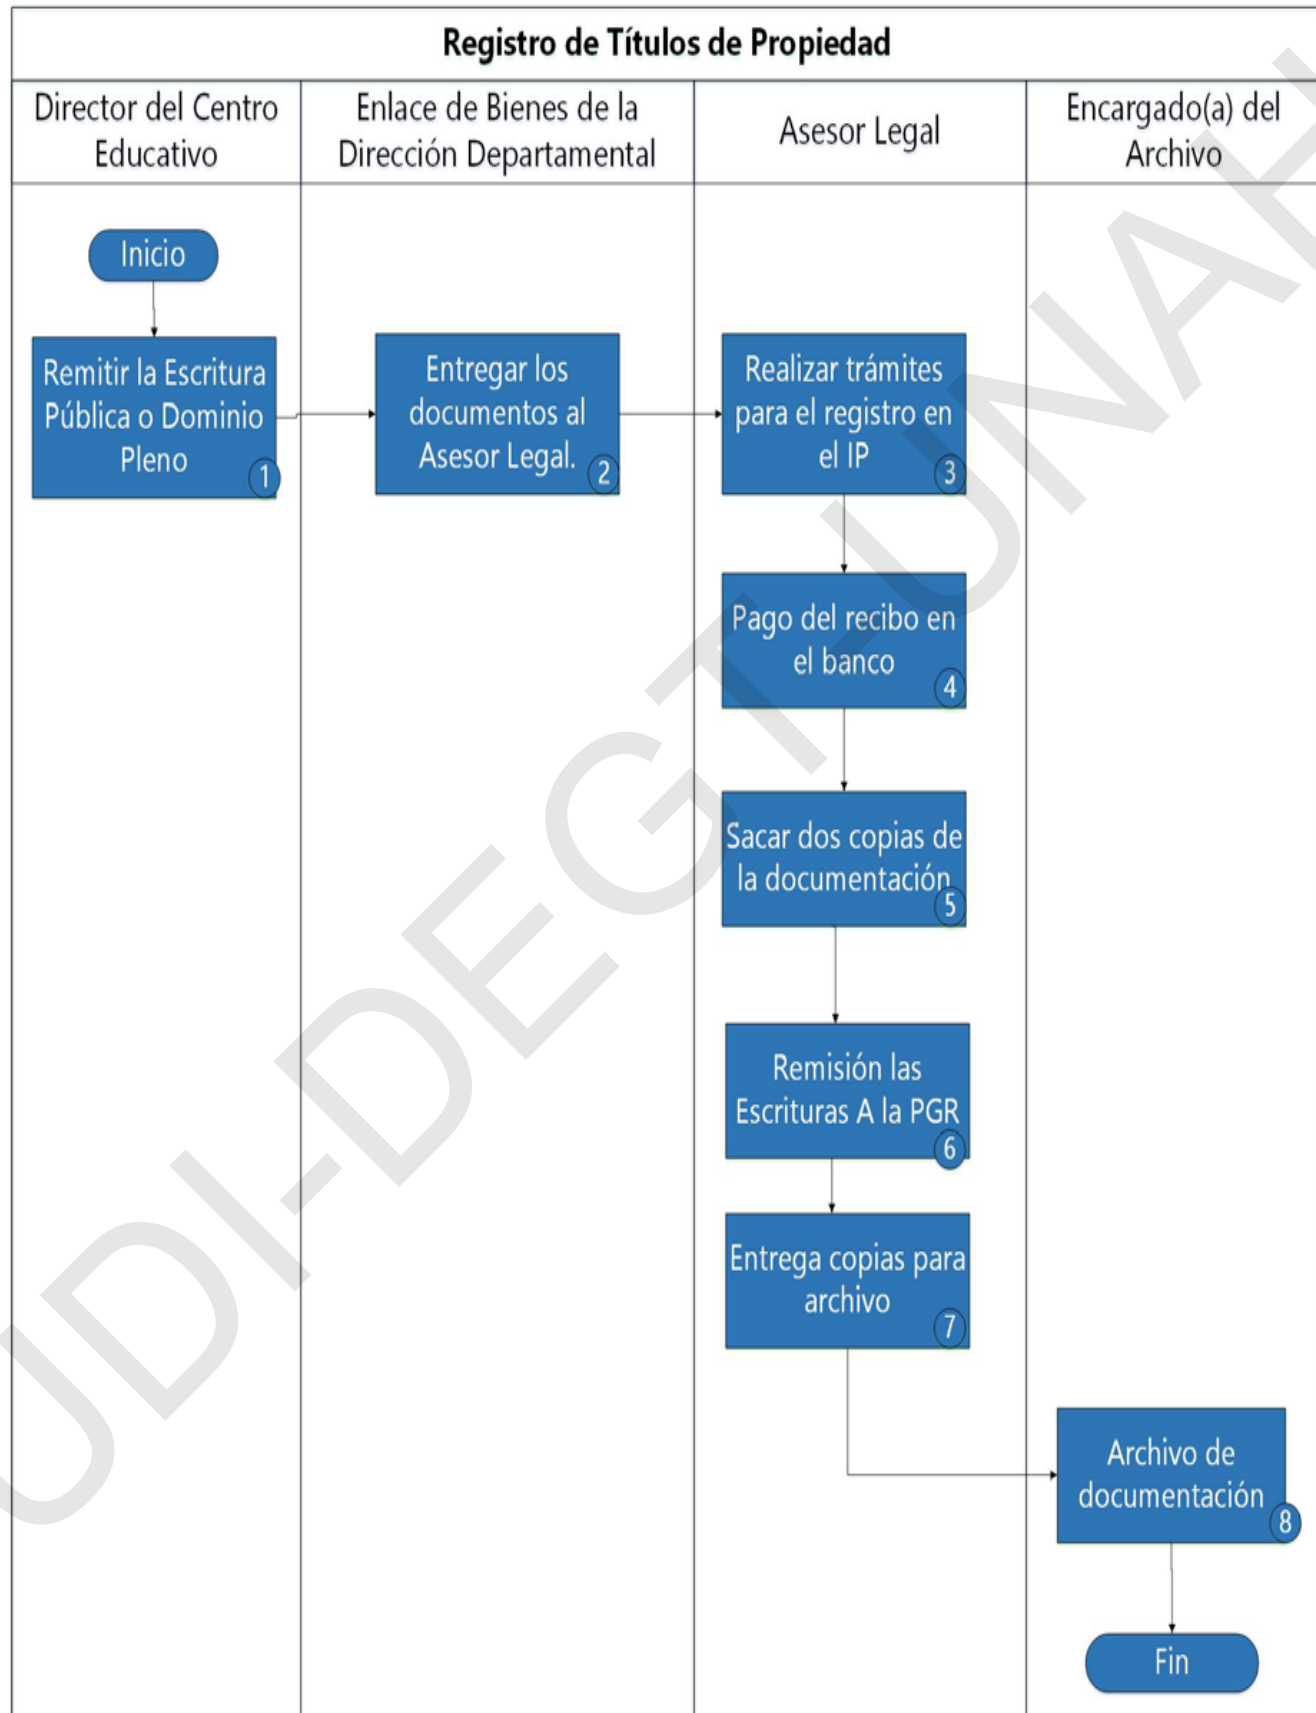 Registro de Títulos de Propiedad
Director del Centro
Educativo
Enlace de Bienes de la
Dirección Departamental
Asesor Legal
Encargado(a) del
Archivo
Inicio
Remitir la Escritura
Pública o Dominio
Pleno
1
Entregar los
documentos al
Asesor Legal.
2
Realizar trámites
para el registro en
el IP
3
Pago del recibo en
el banco
4
Sacar dos copias de
la documentación
5
Remisión las
Escrituras A la PGR
6
Entrega copias para
archivo
7
Archivo de
documentación
8
Fin
UDI-DEGT-UNAH